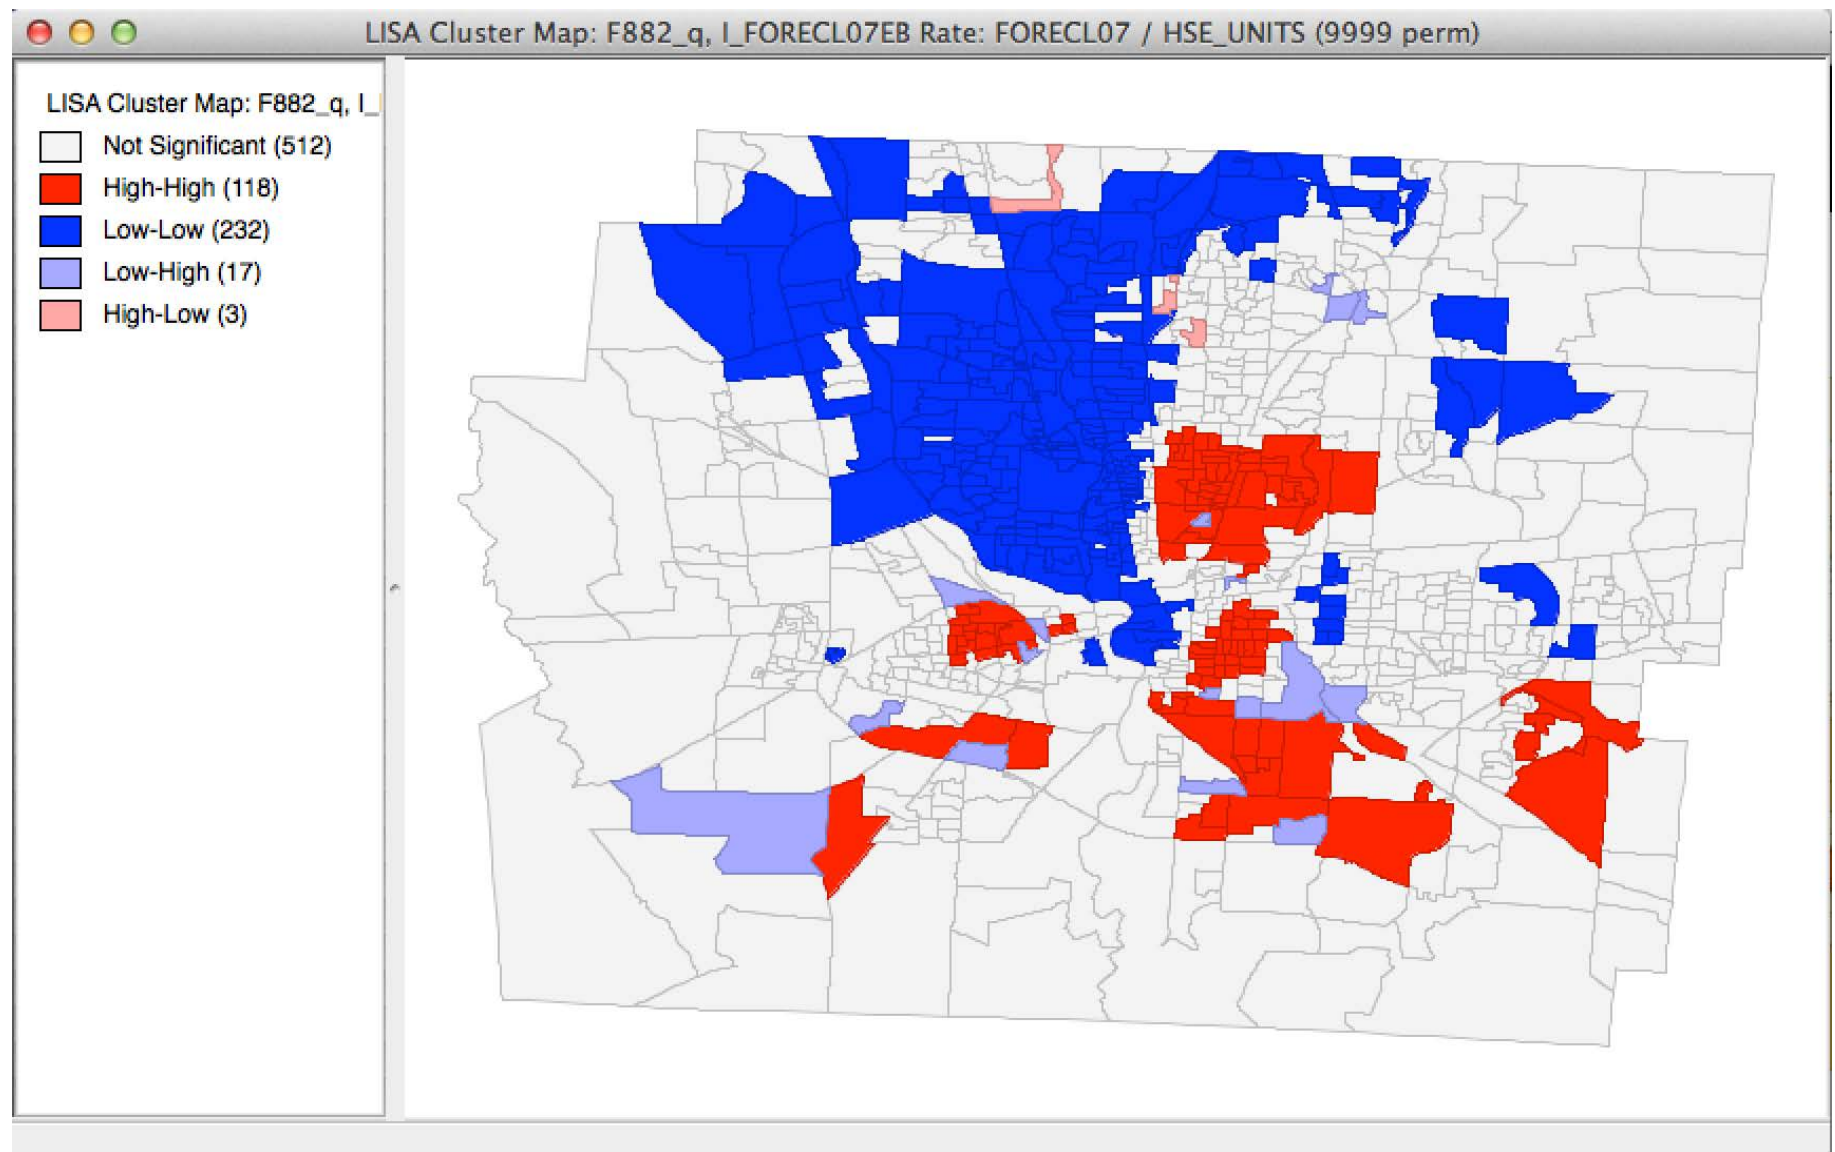 LISA Cluster Map: F882_q, I_FORECL07EB Rate: FORECL07 / HSE_UNITS (9999 perm)
LISA Cluster Map: F882_q, I_
Not Significant (512)
High-High (118)
Low-Low (232)
Low-High (17)
High-Low (3)